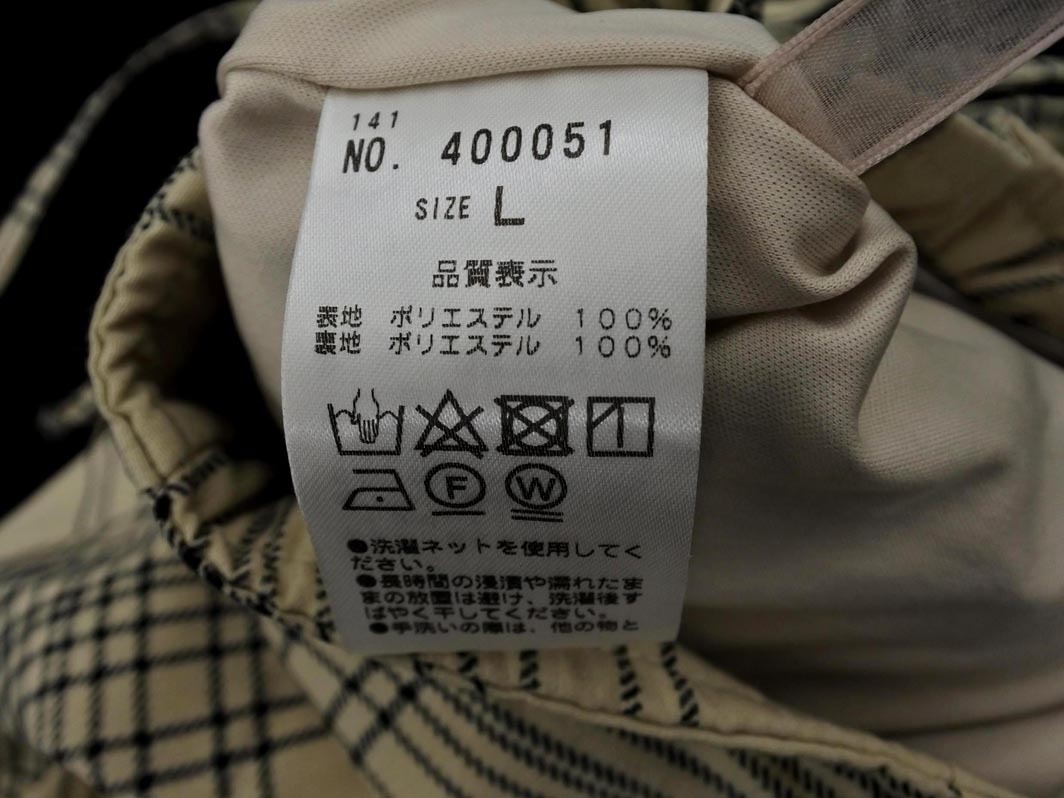 141
NO. 400051
SIZE L
品質表示
表地 ポリエステル 100%
裏地 ポリエステル 100%
F W
●洗濯ネットを使用してく
ださい。
●長時間の浸漬や濡れたま
まの放置は避け、洗濯後す
ばやく干してください。
●手洗いの際は、他の物と